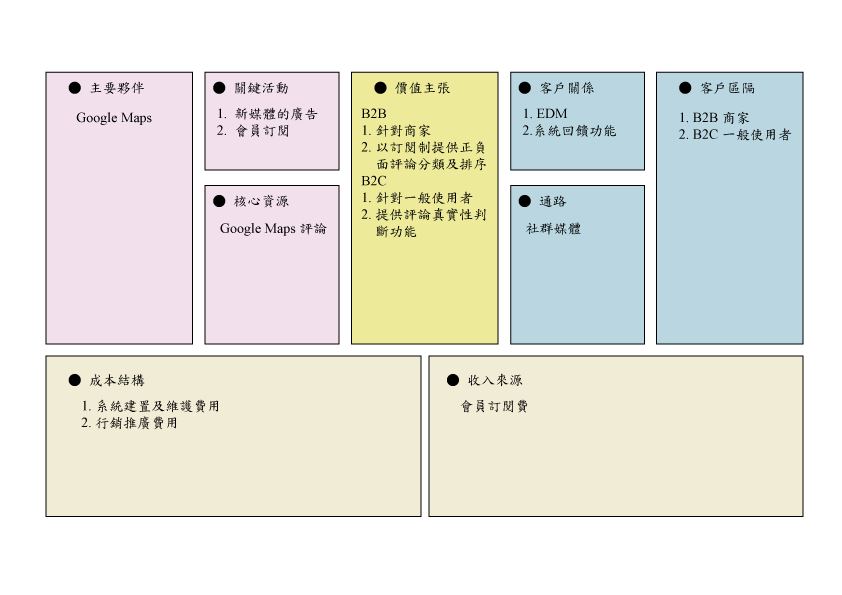 ● 主要夥伴
Google Maps
● 關鍵活動
1. 新媒體的廣告
2. 會員訂閱
● 核心資源
Google Maps 評論
● 價值主張
B2B
1. 針對商家
2. 以訂閱制提供正負
面評論分類及排序
B2C
1. 針對一般使用者
2. 提供評論真實性判
斷功能
● 客戶關係
1. EDM
2.系統回饋功能
● 通路
社群媒體
● 客戶區隔
1. B2B 商家
2. B2C 一般使用者
● 成本結構
1. 系統建置及維護費用
2. 行銷推廣費用
● 收入來源
會員訂閱費